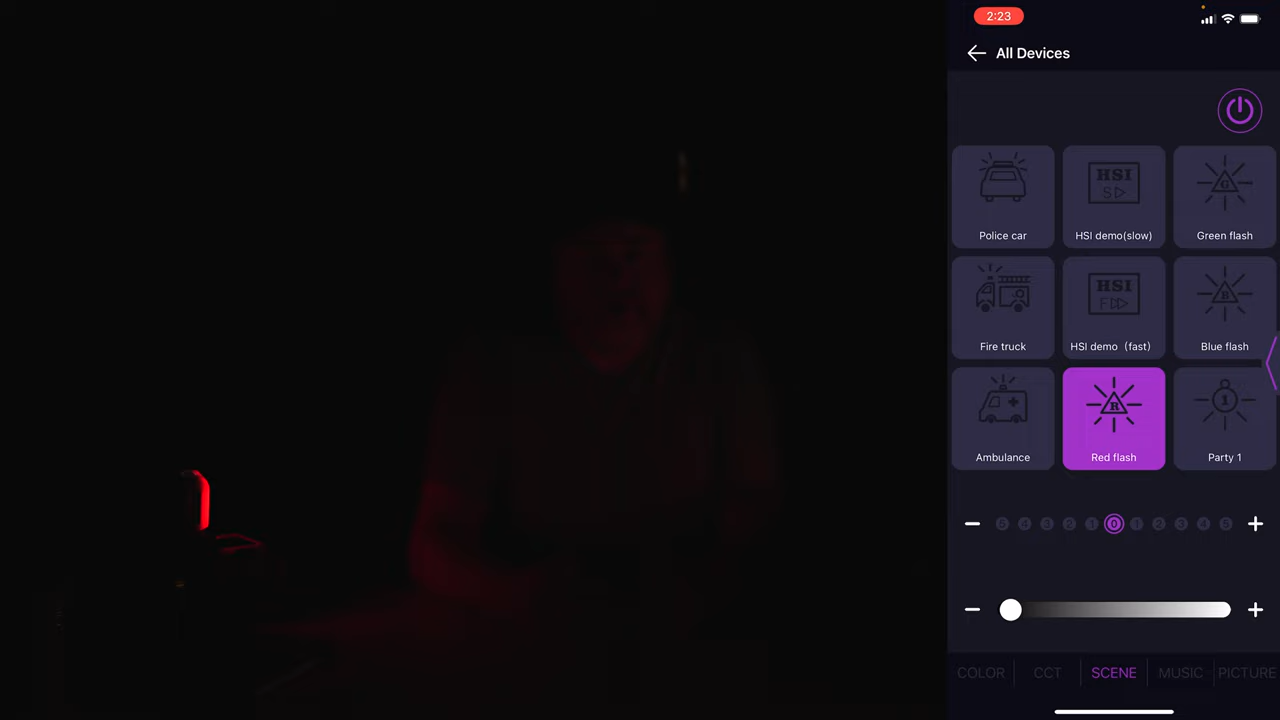 2:23
All Devices
HSI
S
G
Police car
HSI demo(slow)
Green flash
HSI
F
B
Fire truck
HSI demo (fast)
Blue flash
R
1
Ambulance
Red flash
Party 1
5 4 3 2 1 0 1 2 3 4 5
COLOR
CCT
SCENE
MUSIC
PICTURE